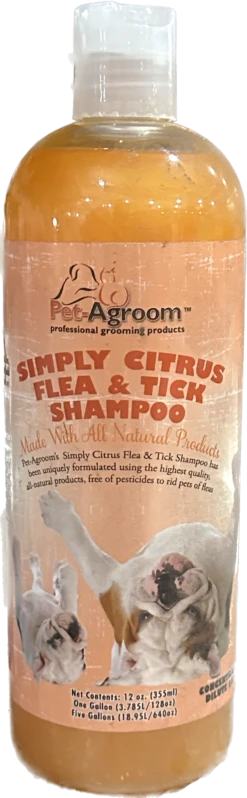 Pet-Agroom™
professional grooming products
SIMPLY CITRUS
FLEA & TICK
SHAMPOO
Made With All Natural Products
Pet-Agroom's Simply Citrus Flea & Tick Shampoo has
been uniquely formulated using the highest quality,
all-natural products, free of pesticides to rid pets of fleas
Net Contents: 12 oz. (355ml)
One Gallon (3.785L/128oz)
Five Gallons (18.95L/640oz)